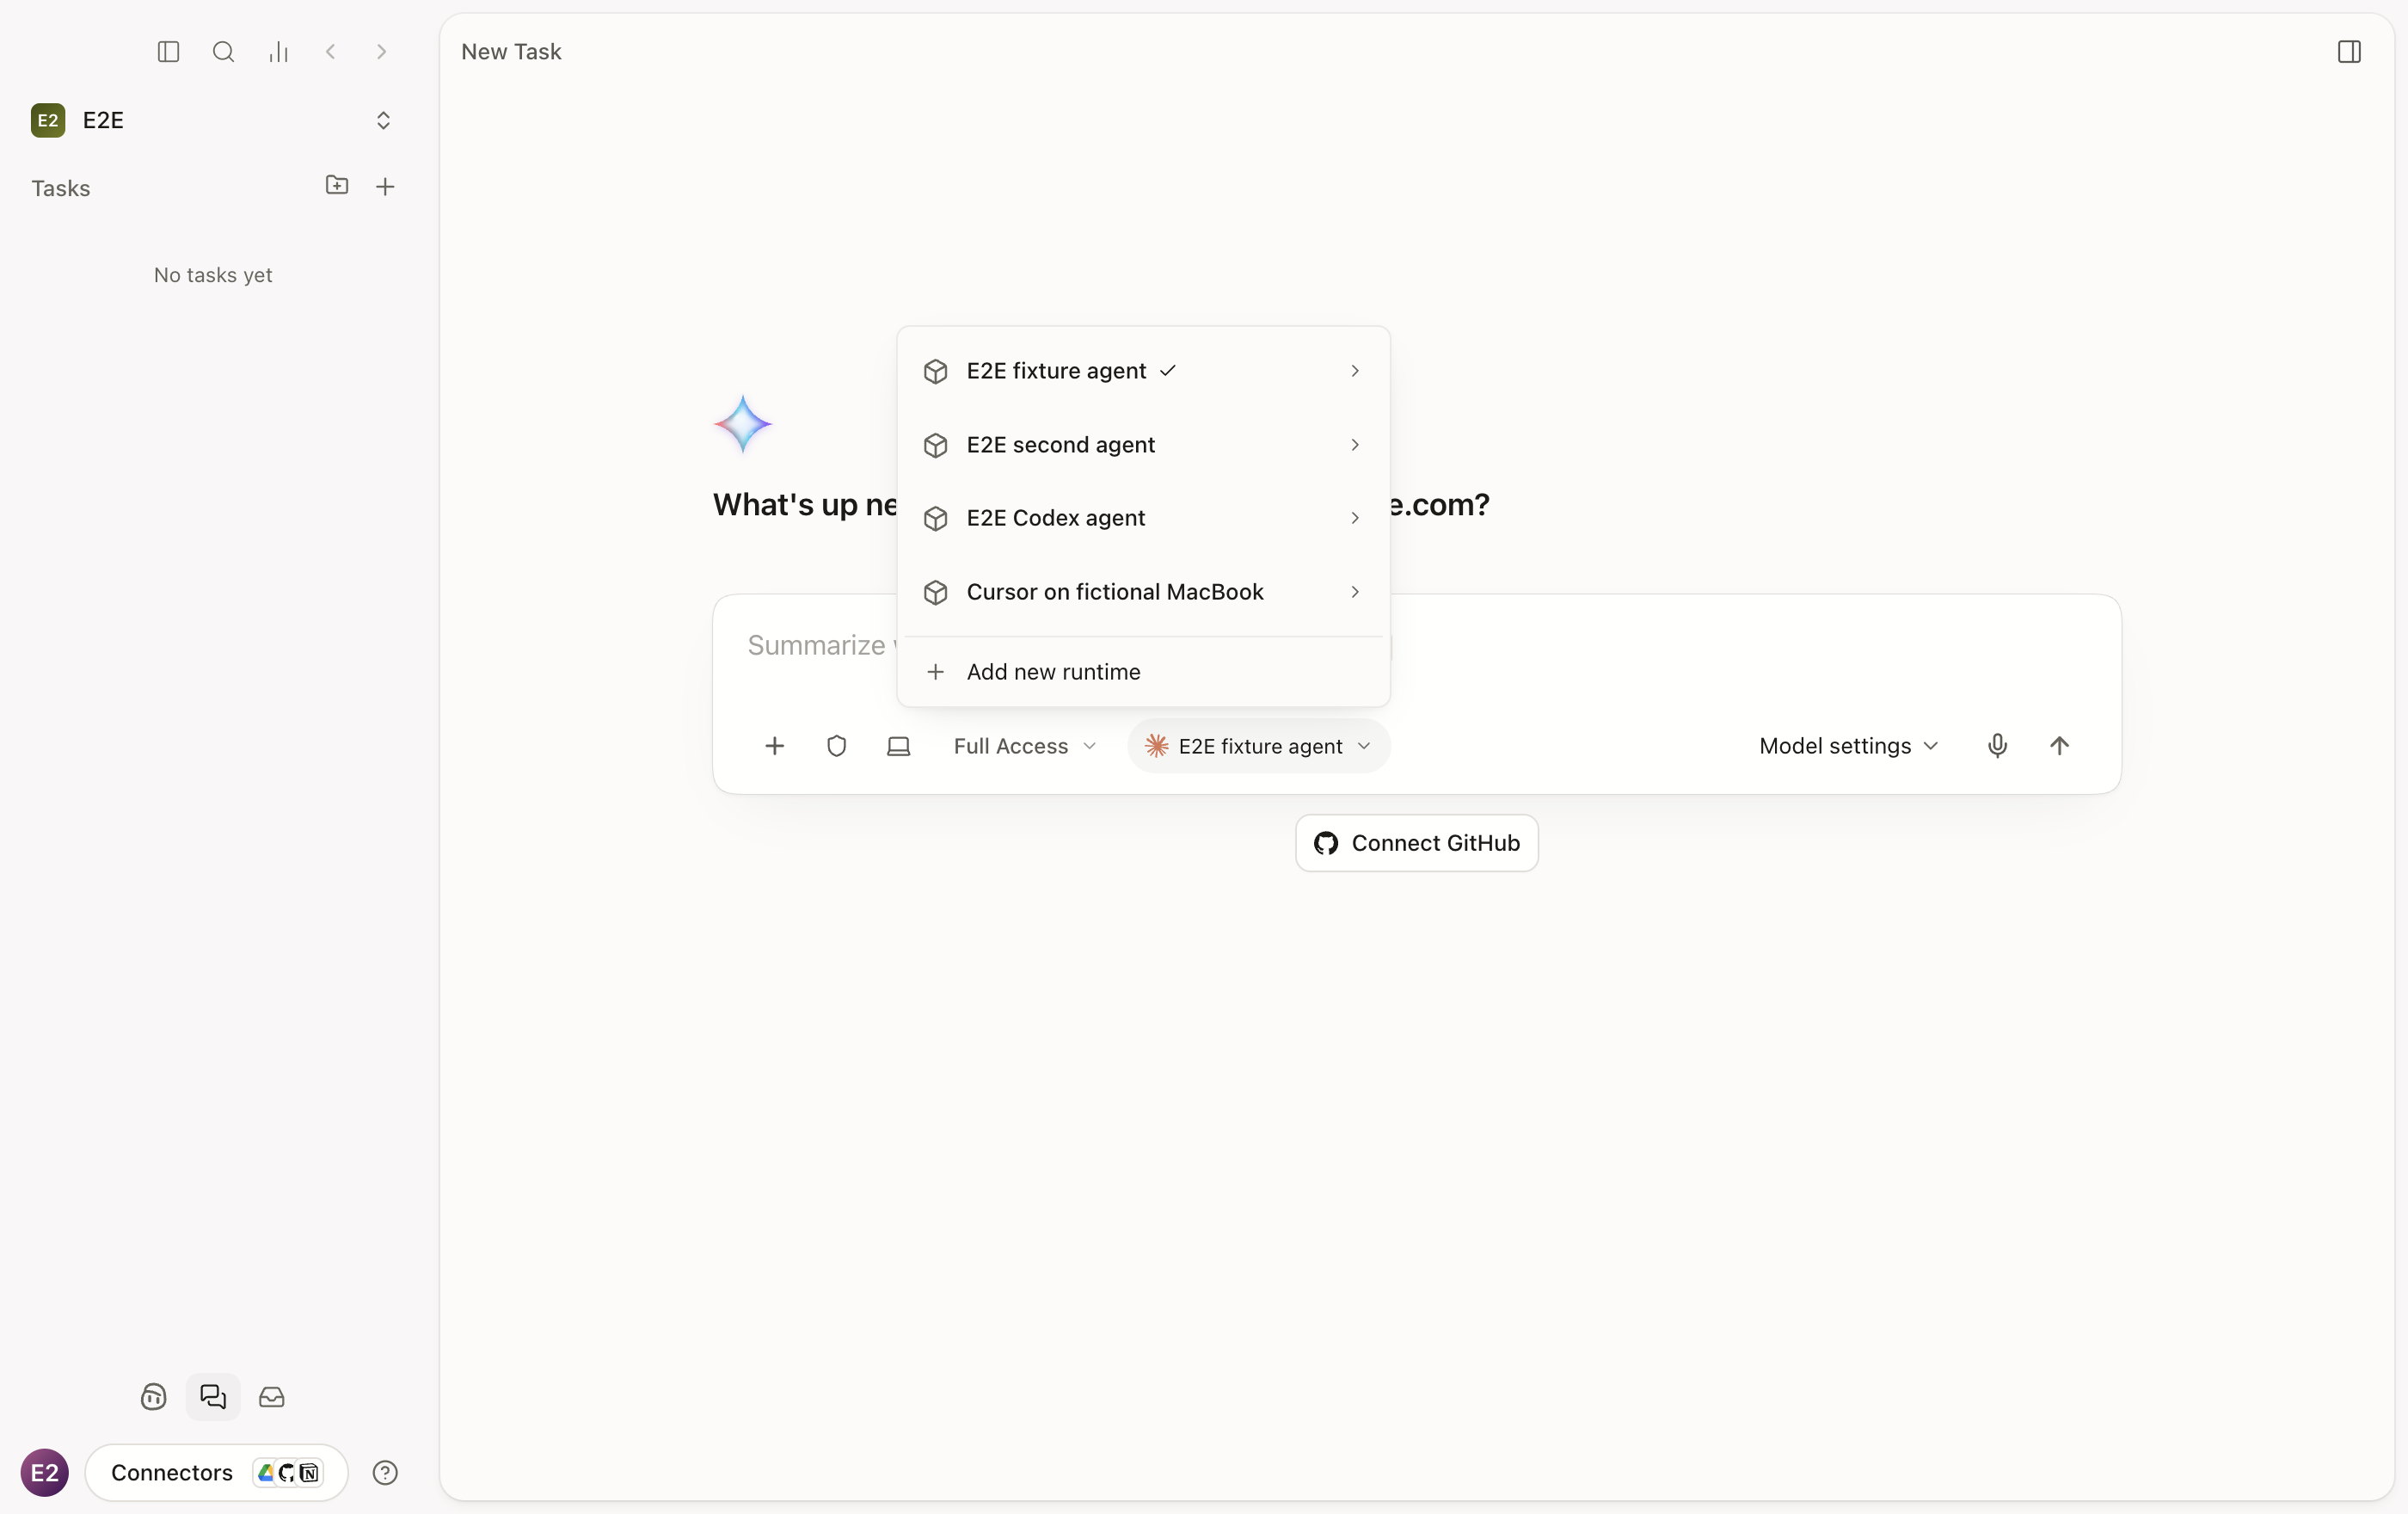 New Task
E2 E2E
Tasks
No tasks yet
E2E fixture agent
E2E second agent
What's up
e.com?
E2E Codex agent
Cursor on fictional MacBook
Summarize
Add new runtime
Full Access
E2E fixture agent
Model settings
Connect GitHub
E2 Connectors